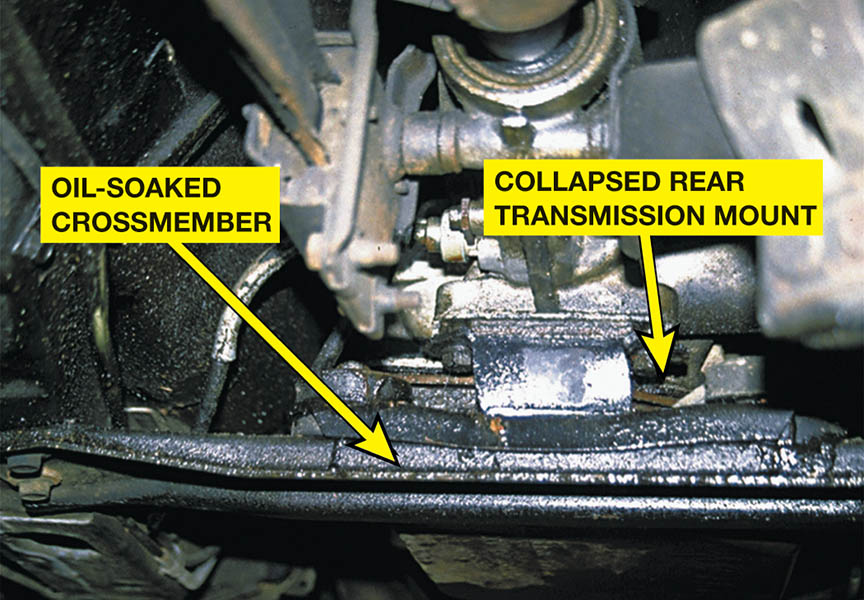 OIL-SOAKED
CROSSMEMBER
COLLAPSED REAR
TRANSMISSION MOUNT